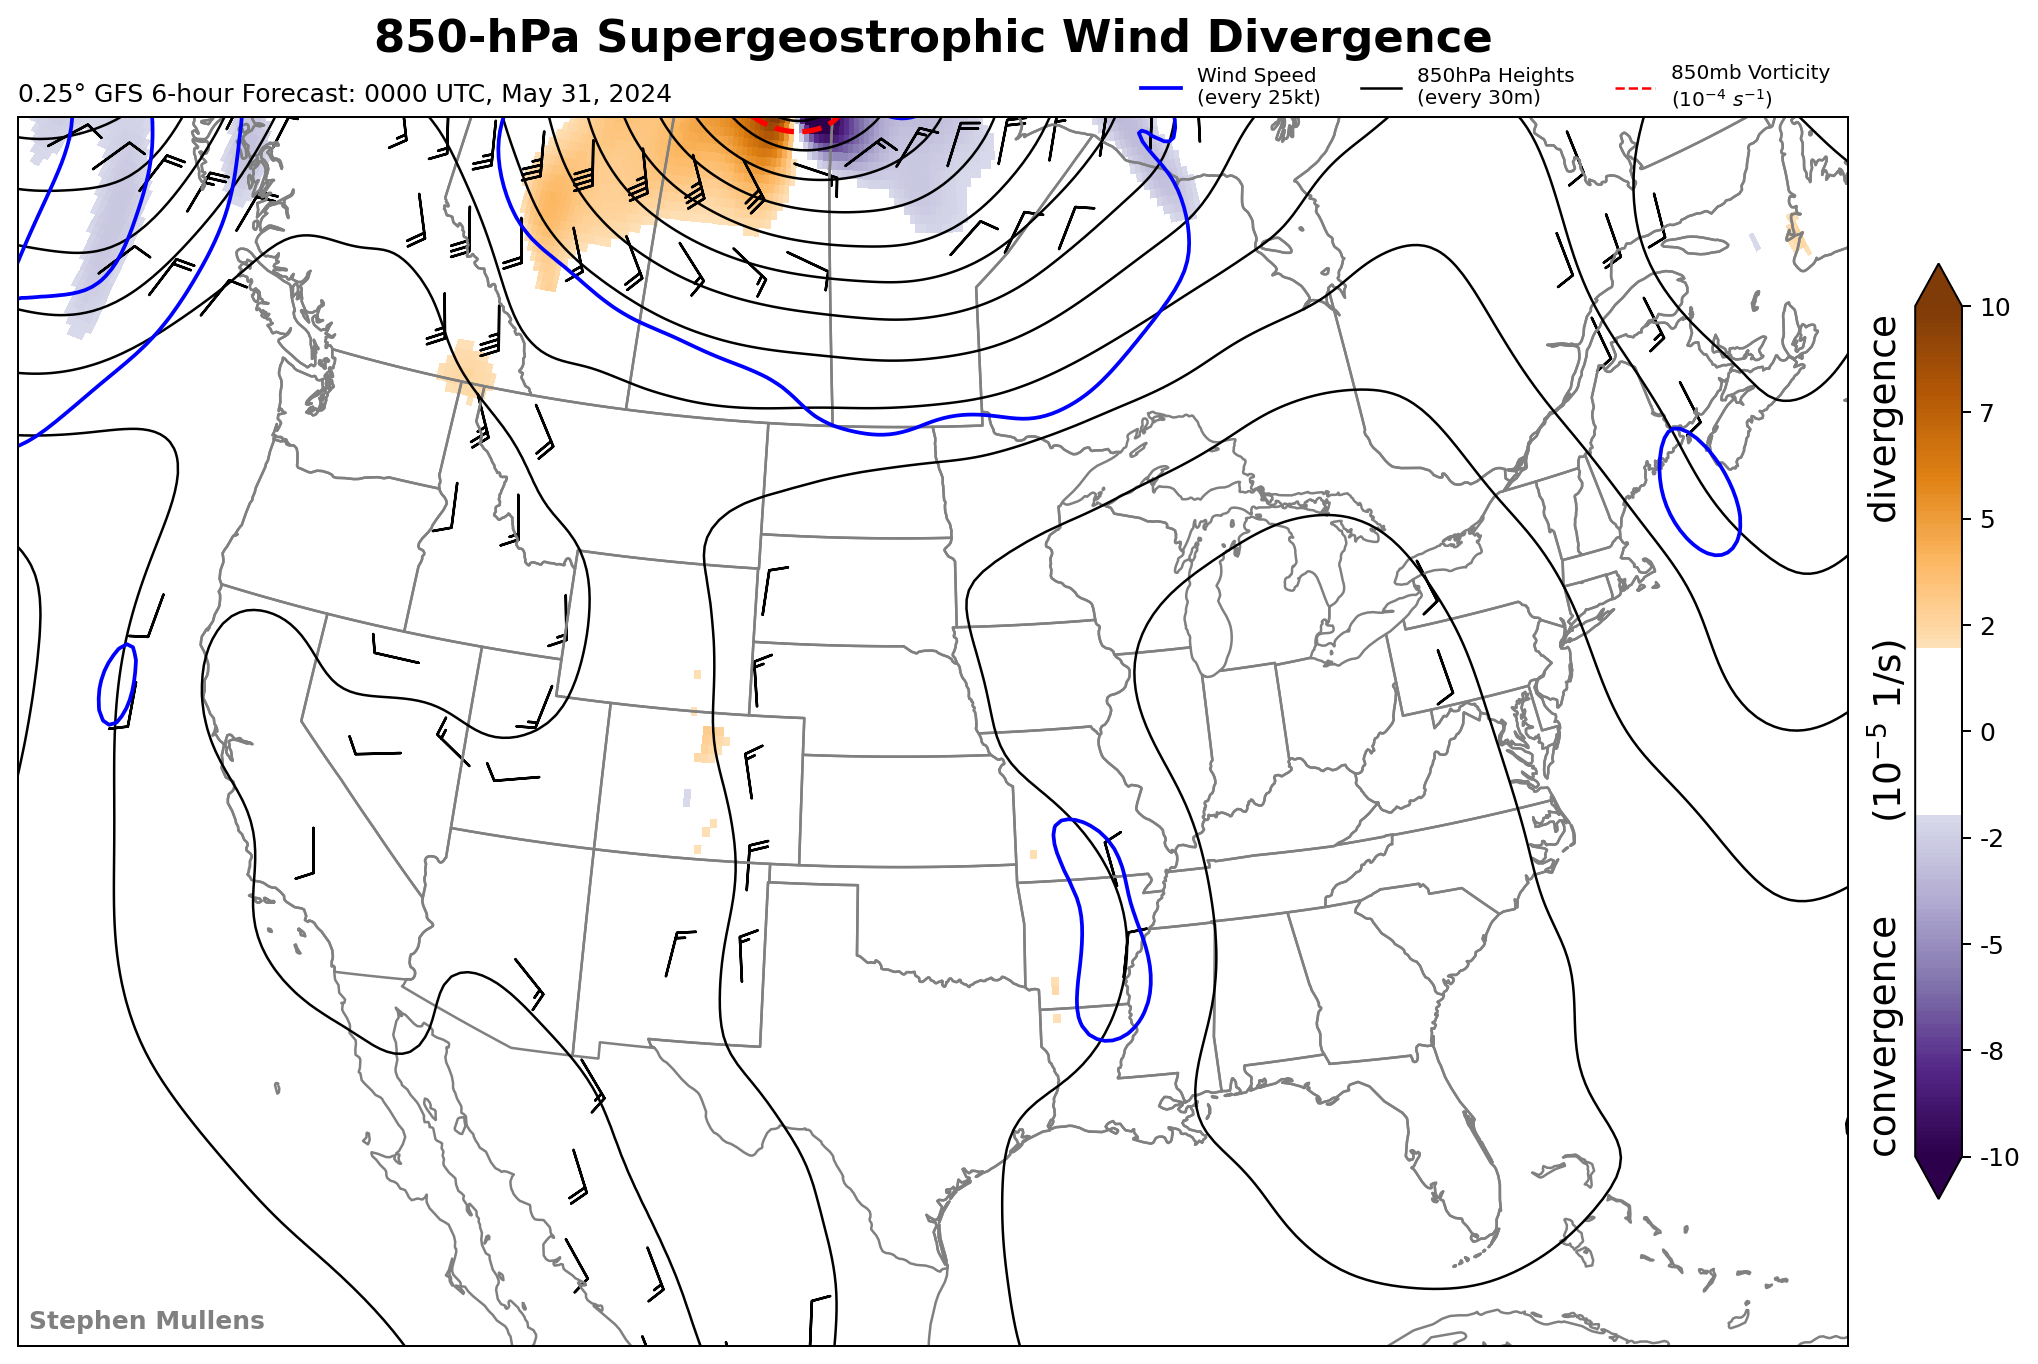 850-hPa Supergeostrophic Wind Divergence
0.25° GFS 6-hour Forecast: 0000 UTC, May 31, 2024
Wind Speed
(every 25kt)
850hPa Heights
(every 30m)
850mb Vorticity
(10⁻⁴ s⁻¹)
10
7
5
2
0
-2
-5
-8
-10
convergence (10⁻⁵ 1/s) divergence
Stephen Mullens